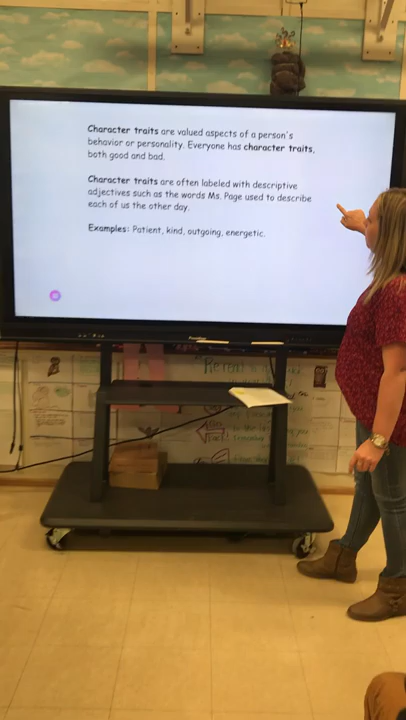 Character traits are valued aspects of a person's
behavior or personality. Everyone has character traits,
both good and bad.
Character traits are often labeled with descriptive
adjectives such as the words Ms. Page used to describe
each of us the other day.
Examples: Patient, kind, outgoing, energetic.
"Reread